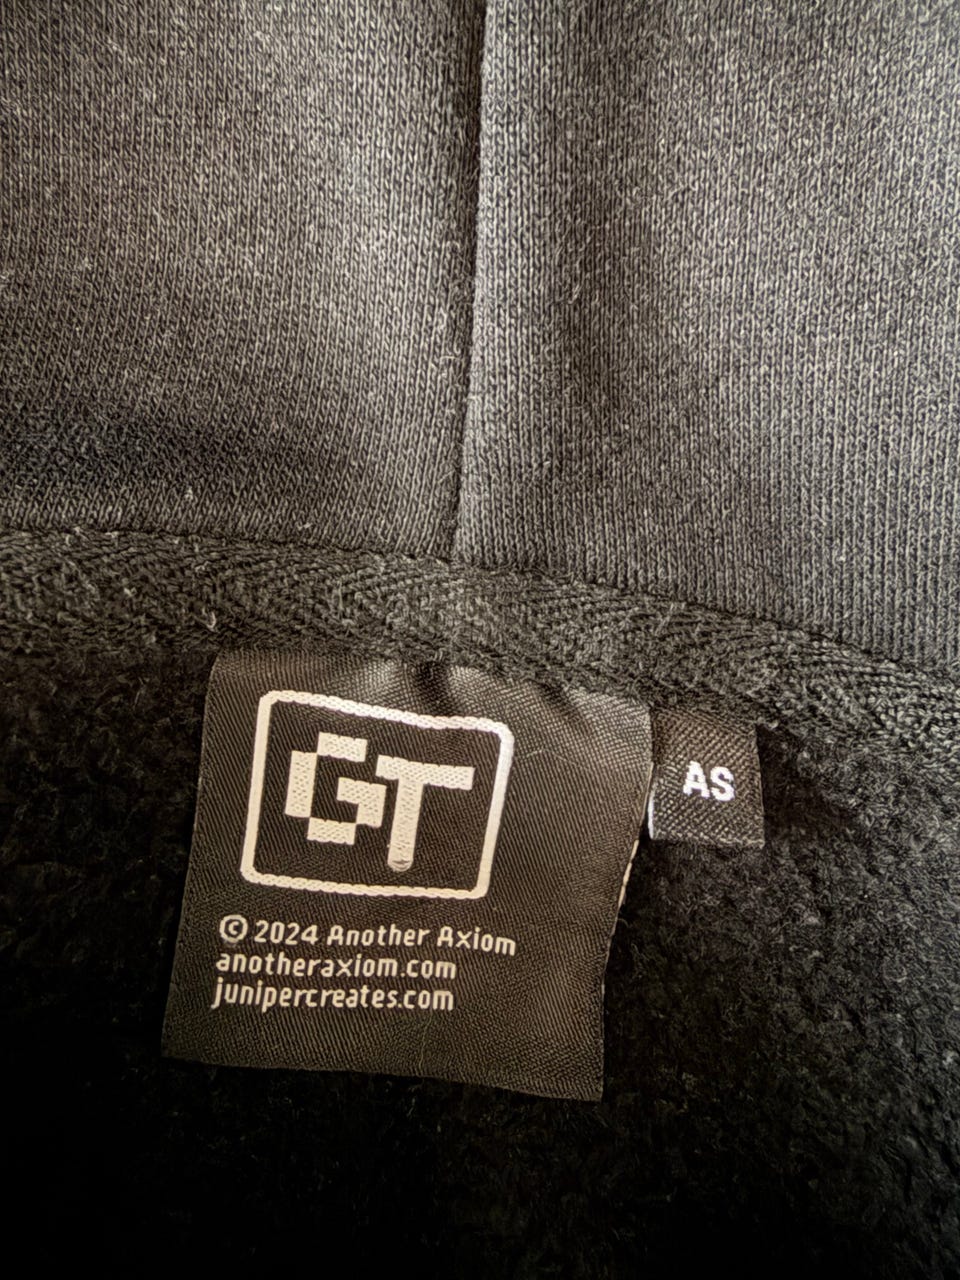 GT
AS
© 2024 Another Axiom
anotheraxiom.com
junipercreates.com